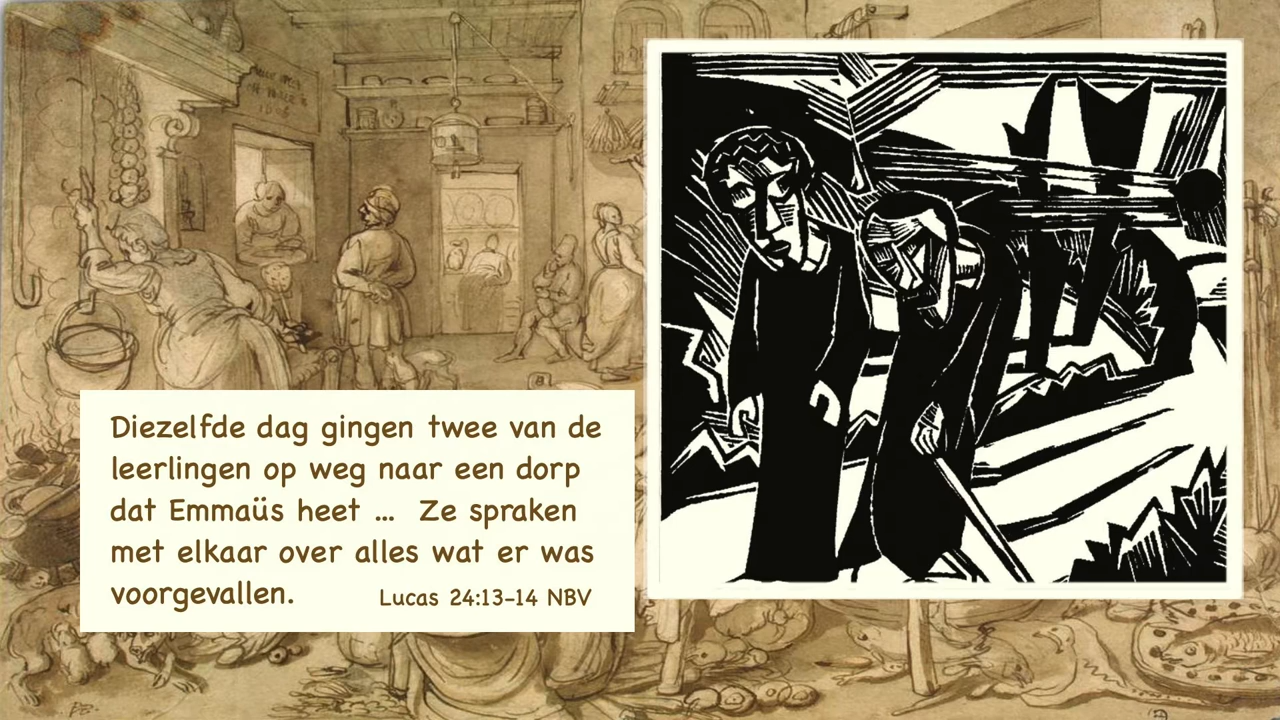 Diezelfde dag gingen twee van de
leerlingen op weg naar een dorp
dat Emmaüs heet ... Ze spraken
met elkaar over alles wat er was
voorgevallen.
Lucas 24:13-14 NBV